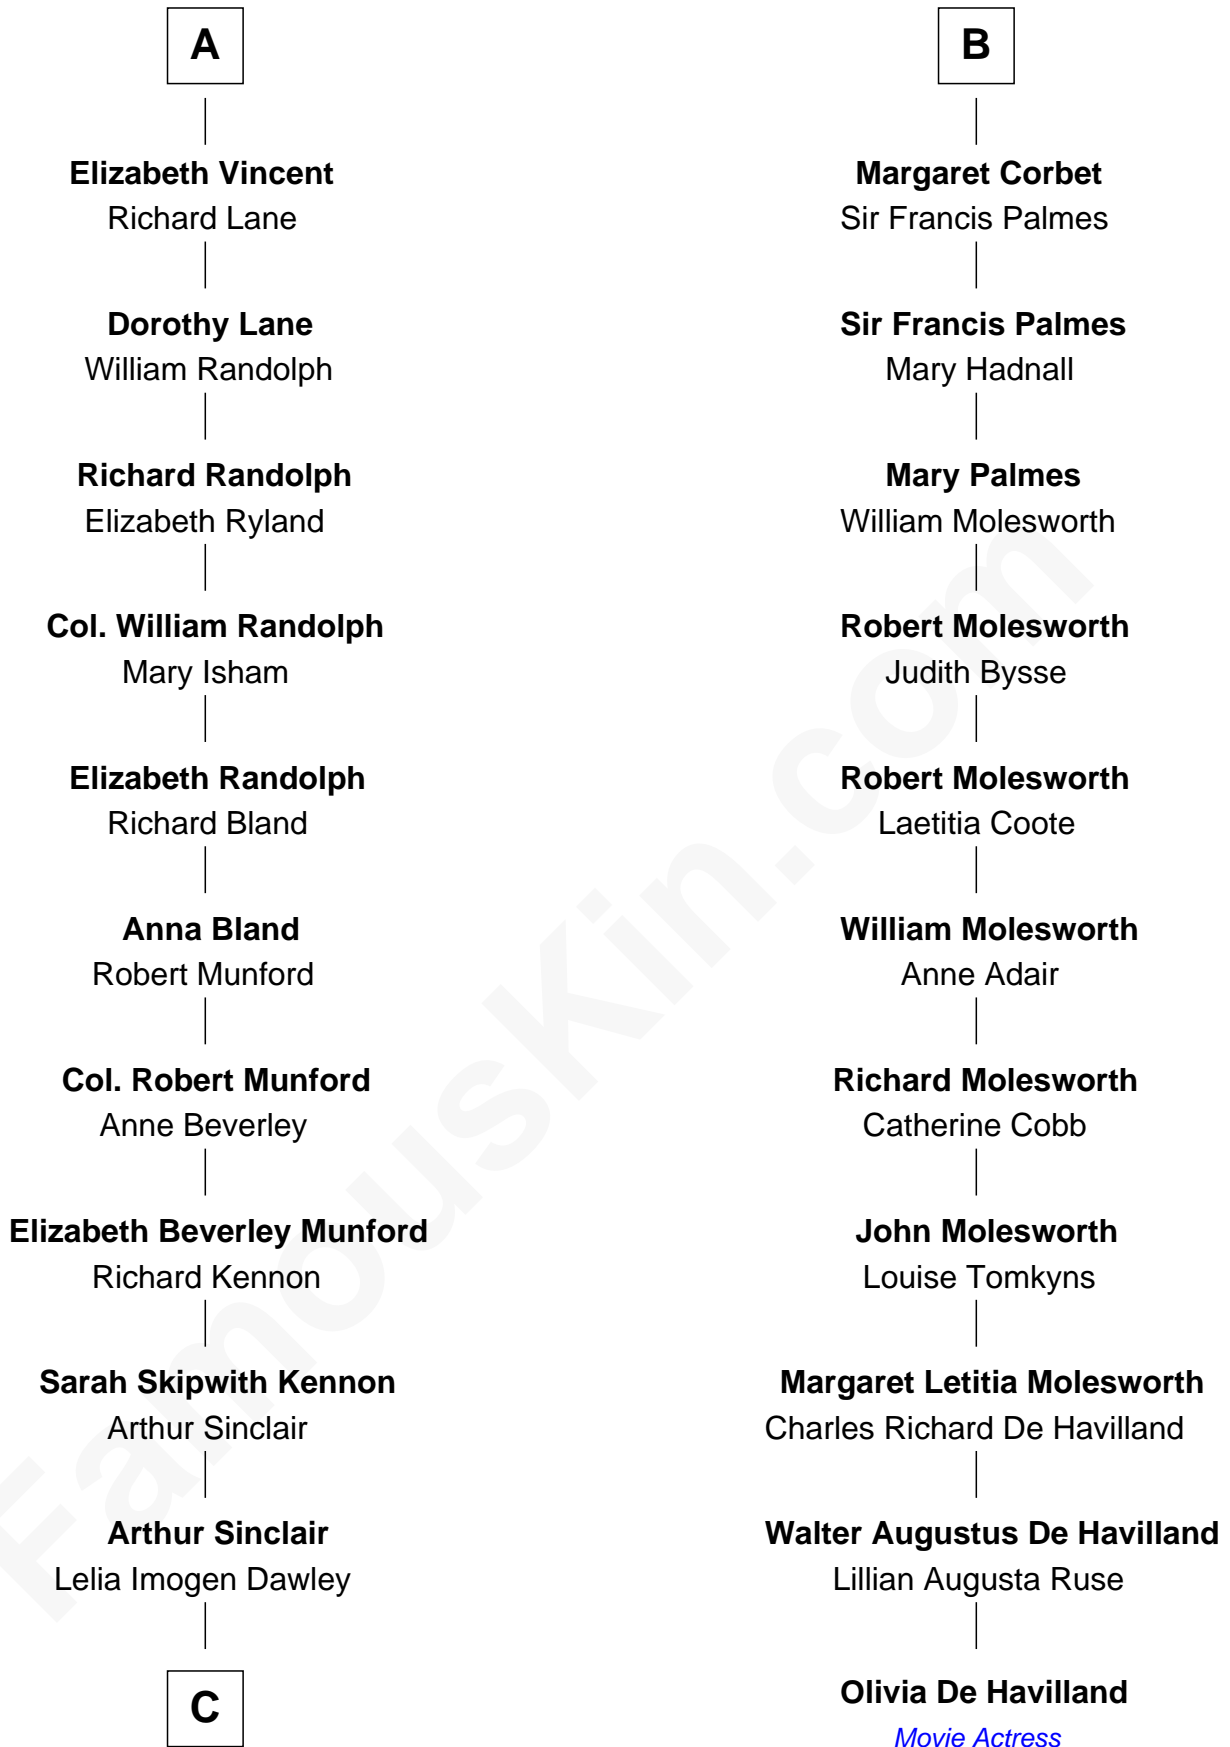 A
Elizabeth Vincent
Richard Lane
Dorothy Lane
William Randolph
Richard Randolph
Elizabeth Ryland
Col. William Randolph
Mary Isham
Elizabeth Randolph
Richard Bland
Anna Bland
Robert Munford
Col. Robert Munford
Anne Beverley
Elizabeth Beverley Munford
Richard Kennon
Sarah Skipwith Kennon
Arthur Sinclair
Arthur Sinclair
Lelia Imogen Dawley
C
B
Margaret Corbet
Sir Francis Palmes
Sir Francis Palmes
Mary Hadnall
Mary Palmes
William Molesworth
Robert Molesworth
Judith Bysse
Robert Molesworth
Laetitia Coote
William Molesworth
Anne Adair
Richard Molesworth
Catherine Cobb
John Molesworth
Louise Tomkyns
Margaret Letitia Molesworth
Charles Richard De Havilland
Walter Augustus De Havilland
Lillian Augusta Ruse
Olivia De Havilland
Movie Actress
FamousKin.com